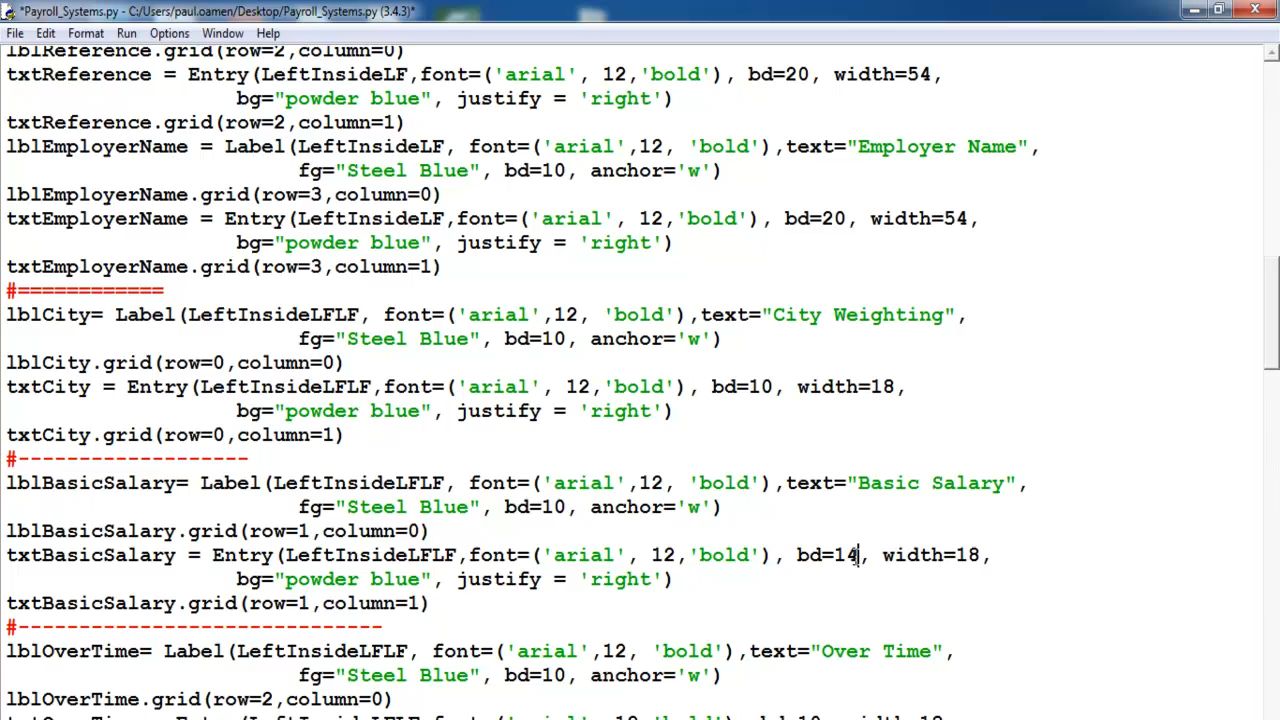 *Payroll_Systems.py - C:/Users/paul.oamen/Desktop/Payroll_Systems.py (3.4.3)*
File Edit Format Run Options Window Help
lblReference.grid(row=2,column=0)
txtReference = Entry(LeftInsideLF,font=('arial', 12,'bold'), bd=20, width=54,
bg="powder blue", justify = 'right')
txtReference.grid(row=2,column=1)
lblEmployerName = Label(LeftInsideLF, font=('arial',12, 'bold'),text="Employer Name",
fg="Steel Blue", bd=10, anchor='w')
lblEmployerName.grid(row=3,column=0)
txtEmployerName = Entry(LeftInsideLF,font=('arial', 12,'bold'), bd=20, width=54,
bg="powder blue", justify = 'right')
txtEmployerName.grid(row=3,column=1)
#============
lblCity= Label(LeftInsideLFLF, font=('arial',12, 'bold'),text="City Weighting",
fg="Steel Blue", bd=10, anchor='w')
lblCity.grid(row=0,column=0)
txtCity = Entry(LeftInsideLFLF,font=('arial', 12,'bold'), bd=10, width=18,
bg="powder blue", justify = 'right')
txtCity.grid(row=0,column=1)
#-------------------
lblBasicSalary= Label(LeftInsideLFLF, font=('arial',12, 'bold'),text="Basic Salary",
fg="Steel Blue", bd=10, anchor='w')
lblBasicSalary.grid(row=1,column=0)
txtBasicSalary = Entry(LeftInsideLFLF,font=('arial', 12,'bold'), bd=14, width=18,
bg="powder blue", justify = 'right')
txtBasicSalary.grid(row=1,column=1)
#------------------------------
lblOverTime= Label(LeftInsideLFLF, font=('arial',12, 'bold'),text="Over Time",
fg="Steel Blue", bd=10, anchor='w')
lblOverTime.grid(row=2,column=0)